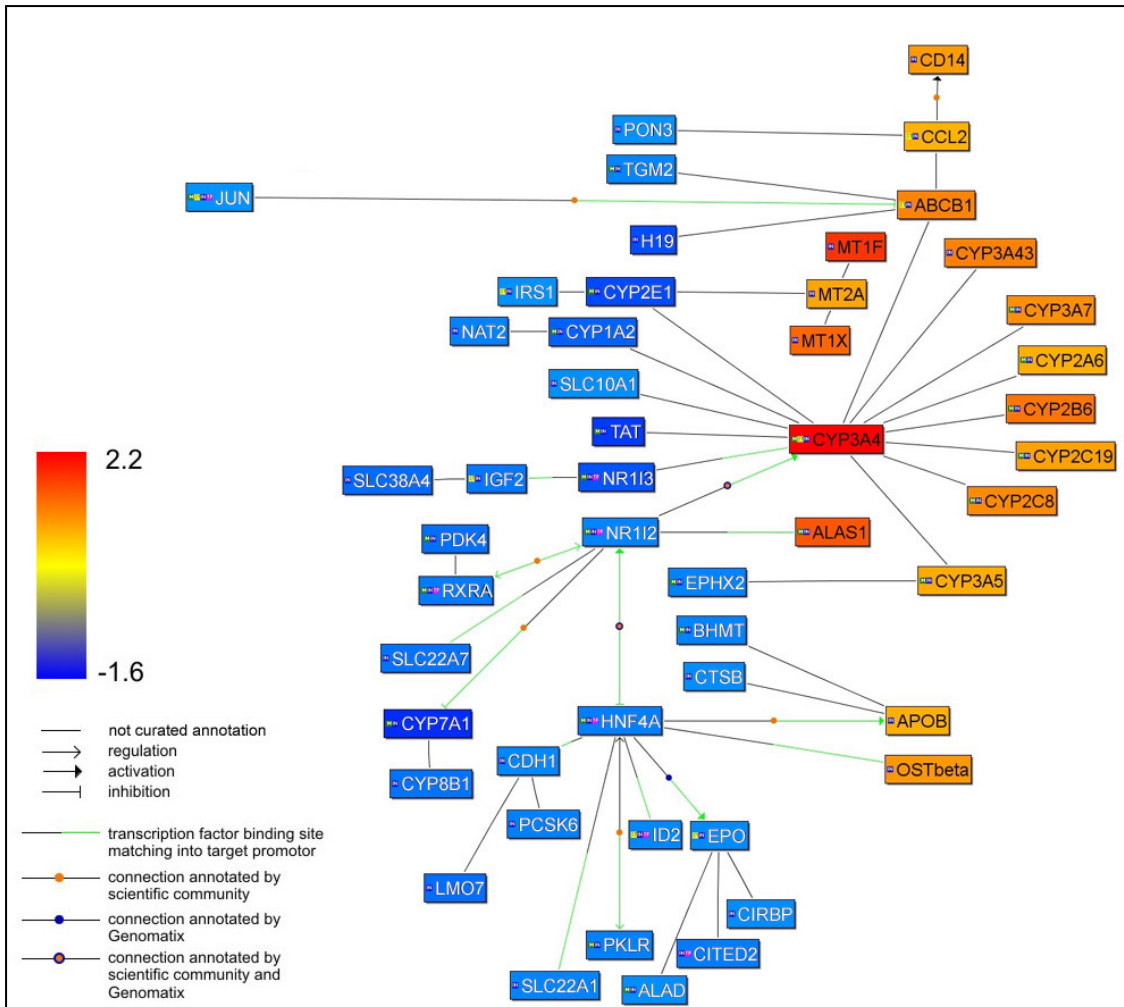 CD14
PON3
CCL2
TGM2
JUN
ABCB1
H19
MT1F
CYP3A43
IRS1
CYP2E1
MT2A
CYP3A7
NAT2
CYP1A2
MT1X
CYP2A6
SLC10A1
CYP2B6
TAT
CYP3A4
CYP2C19
2.2
SLC38A4
IGF2
NR1I3
CYP2C8
PDK4
NR1I2
ALAS1
RXRA
EPHX2
CYP3A5
BHMT
SLC22A7
CTSB
-1.6
CYP7A1
HNF4A
APOB
CDH1
OSTbeta
CYP8B1
PCSK6
ID2
EPO
LMO7
CIRBP
PKLR
CITED2
SLC22A1
ALAD
not curated annotation
regulation
activation
inhibition
transcription factor binding site
matching into target promotor
connection annotated by
scientific community
connection annotated by
Genomatix
connection annotated by
scientific community and
Genomatix